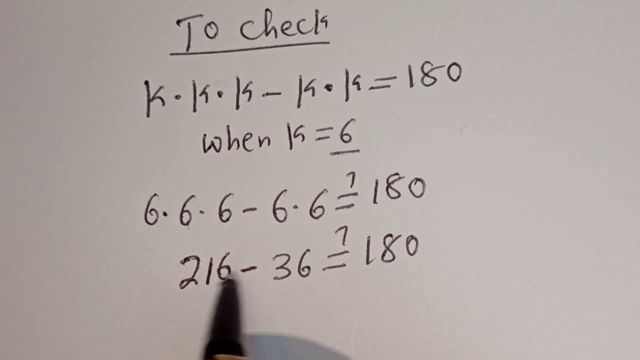 To check
k·k·k - k·k = 180
when k = 6
6·6·6 - 6·6 ?= 180
216 - 36 ?= 180